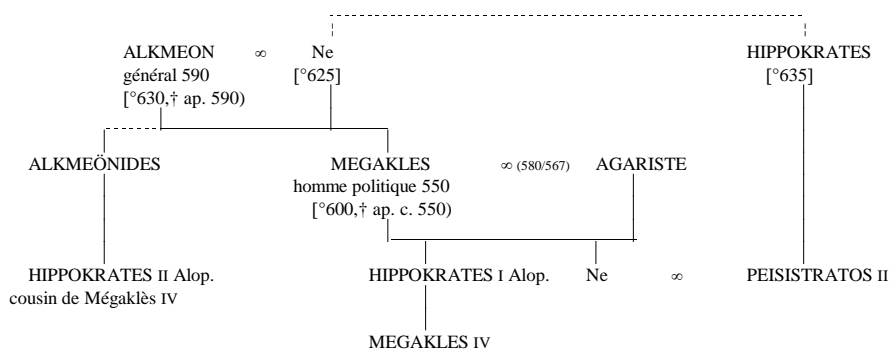 ALKMEON ∞ Ne HIPPOKRATES
général 590 [°625] [°635]
[°630,† ap. 590)
ALKMEÖNIDES MEGAKLES ∞ (580/567) AGARISTE
homme politique 550
[°600,† ap. c. 550)
HIPPOKRATES II Alop. HIPPOKRATES I Alop. Ne ∞ PEISISTRATOS II
cousin de Mégaklès IV
MEGAKLES IV